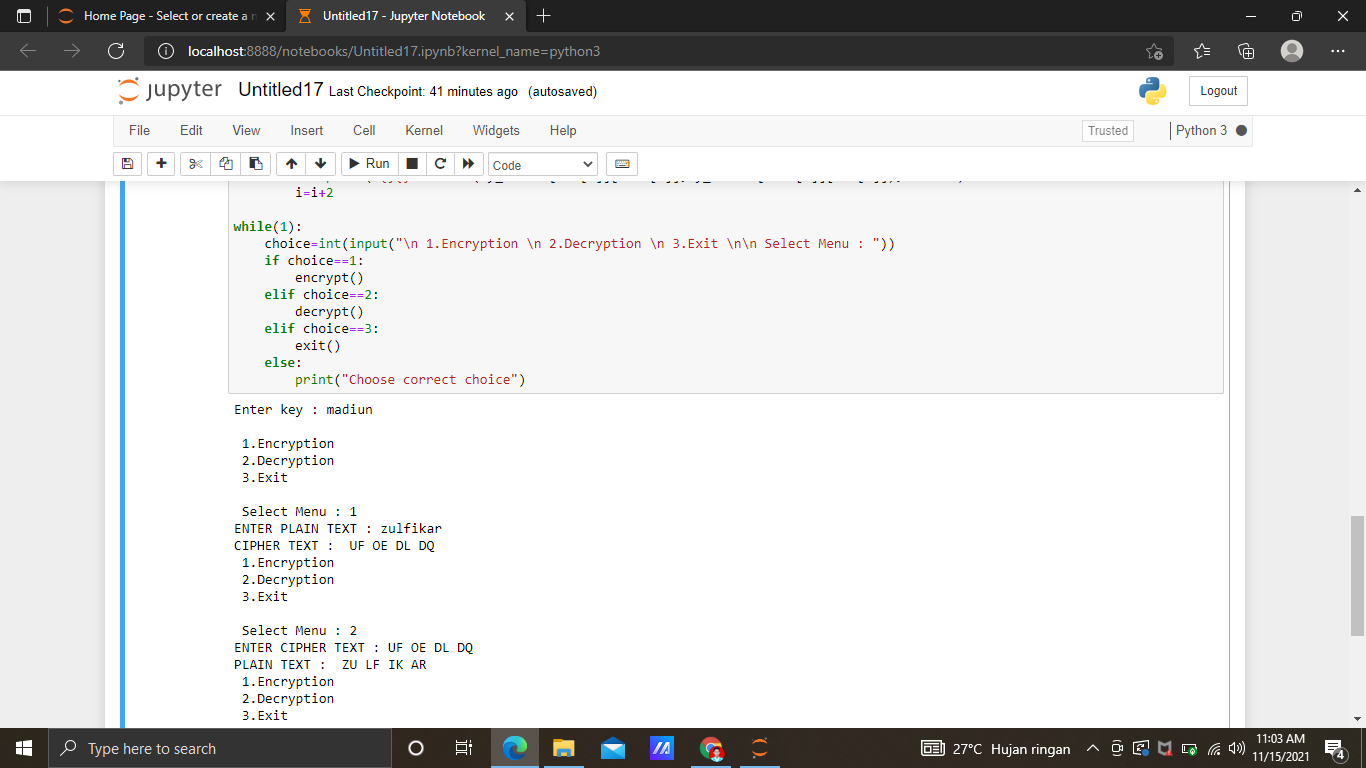 Home Page - Select or create a n
Untitled17 - Jupyter Notebook
localhost:8888/notebooks/Untitled17.ipynb?kernel_name=python3
jupyter Untitled17 Last Checkpoint: 41 minutes ago (autosaved)
Logout
File Edit View Insert Cell Kernel Widgets Help
Trusted
Python 3
Run
Code
i=i+2
while(1):
choice=int(input("\n 1.Encryption \n 2.Decryption \n 3.Exit \n\n Select Menu : "))
if choice==1:
encrypt()
elif choice==2:
decrypt()
elif choice==3:
exit()
else:
print("Choose correct choice")
Enter key : madiun
1.Encryption
2.Decryption
3.Exit
Select Menu : 1
ENTER PLAIN TEXT : zulfikar
CIPHER TEXT :  UF OE DL DQ
1.Encryption
2.Decryption
3.Exit
Select Menu : 2
ENTER CIPHER TEXT : UF OE DL DQ
PLAIN TEXT :  ZU LF IK AR
1.Encryption
2.Decryption
3.Exit
Type here to search
27°C Hujan ringan
11:03 AM
11/15/2021
4